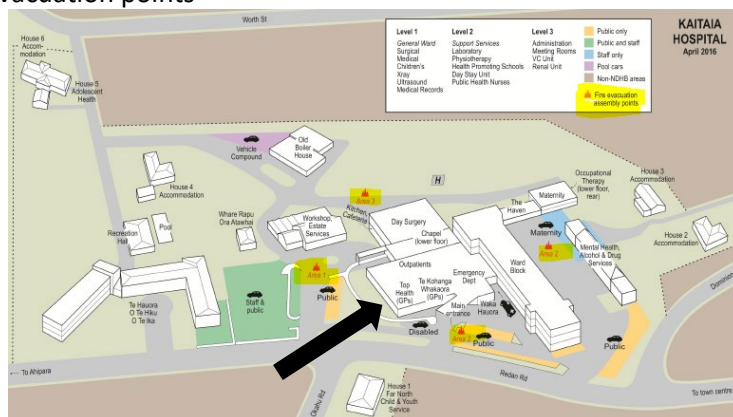 vacuation points
Worth St
KAITAIA
HOSPITAL
April 2016
Level 1
General Ward
Surgical
Medical
Children's
Xray
Ultrasound
Medical Records
Level 2
Support Services
Laboratory
Physiotherapy
Health Promoting Schools
Day Stay Unit
Public Health Nurses
Level 3
Administration
Meeting Rooms
VC Unit
Renal Unit
Public only
Public and staff
Staff only
Pool cars
Non-NDHB areas
Fire evacuation
assembly points
House 6
Accom-
modation
House 5
Adolescent
Health
Vehicle
Compound
Old
Boiler
House
House 4
Accommodation
H
Area 3
Kitchen,
Cafeteria
Day Surgery
The
Haven
Maternity
Occupational
Therapy
(lower floor,
rear)
House 3
Accommodation
Recreation
Hall
Pool
Whare Rapu
Ora Atawhai
Workshop,
Estate
Services
Chapel
(lower floor)
Maternity
Area 2
Mental Health,
Alcohol & Drug
Services
House 2
Accommodation
Outpatients
Ward
Block
Area 1
Te Hauora
O Te Hiku
O Te Ika
Staff &
public
Public
Top
Health
(GPs)
Te Kohanga
Whakaora
(GPs)
Emergency
Dept
Main
entrance
Waka
Hauora
Disabled
Public
Public
Dominion
To Ahipara
Okahu Rd
House 1
Far North
Child & Youth
Service
Redan Rd
To town centre